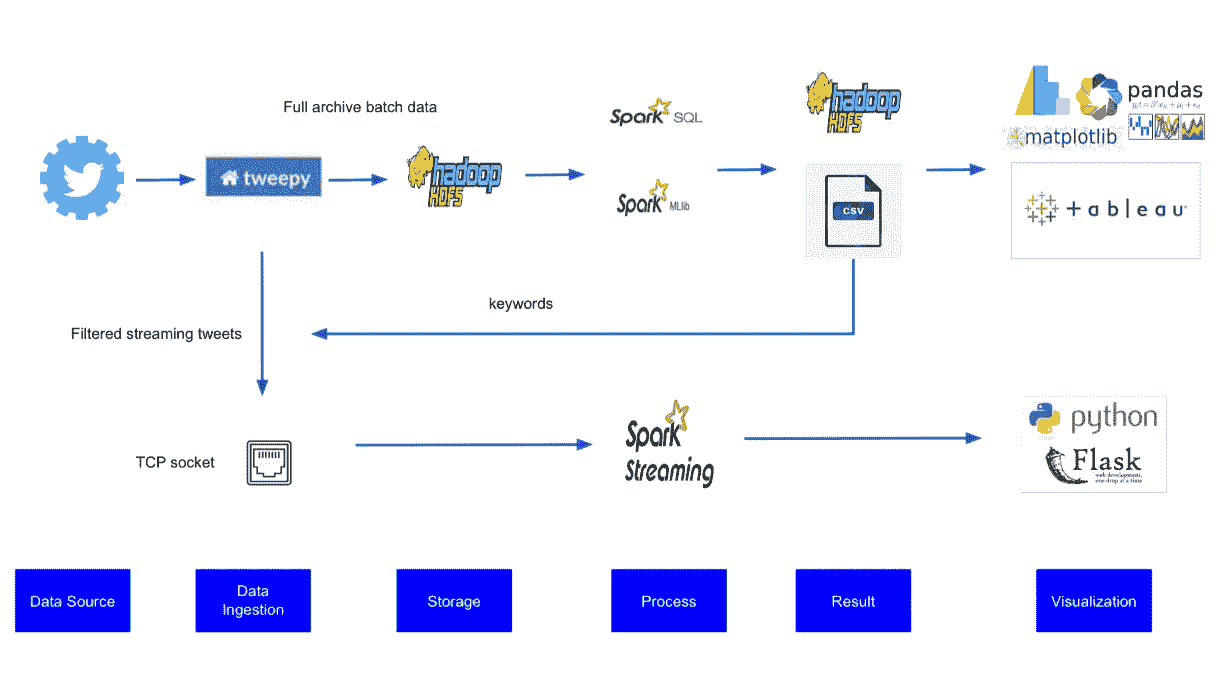 Full archive batch data
Spark SQL
hadoop
HDFS
pandas
matplotlib
tweepy
hadoop
HDFS
Spark MLlib
CSV
+ableau
keywords
Filtered streaming tweets
TCP socket
Spark
Streaming
python
Flask
web development,
one drop at a time
Data Source
Data
Ingestion
Storage
Process
Result
Visualization